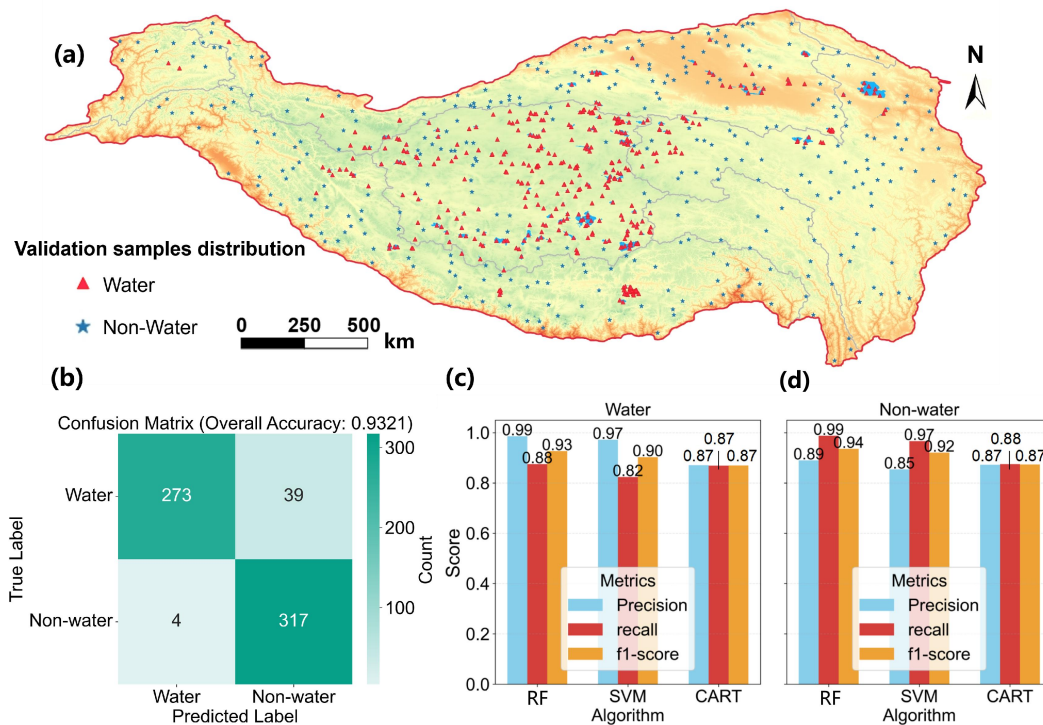 (a)
N
Validation samples distribution
Water
Non-Water
0 250 500
km
(b)
Confusion Matrix (Overall Accuracy: 0.9321)
True Label
Water
Non-water
273
39
4
317
Water
Non-water
Predicted Label
300
200
100
Count
(c)
Water
Score
1.0
0.8
0.6
0.4
0.2
0.0
0.99
0.88
0.93
0.97
0.82
0.90
0.87
0.87
0.87
Metrics
Precision
recall
f1-score
RF
SVM
CART
Algorithm
(d)
Non-water
0.89
0.99
0.94
0.85
0.97
0.92
0.87
0.88
0.87
Metrics
Precision
recall
f1-score
RF
SVM
CART
Algorithm